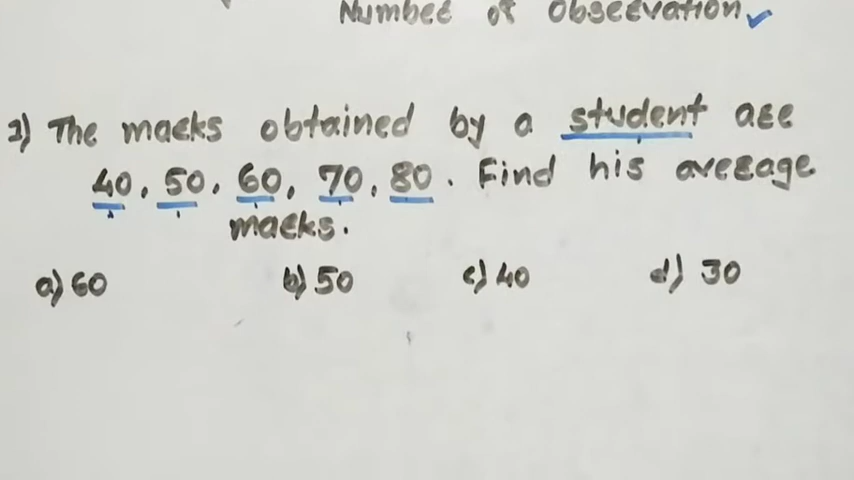 Number of Observation
1) The marks obtained by a student are
40, 50, 60, 70, 80. Find his average
marks.
a) 60 b) 50 c) 40 d) 30